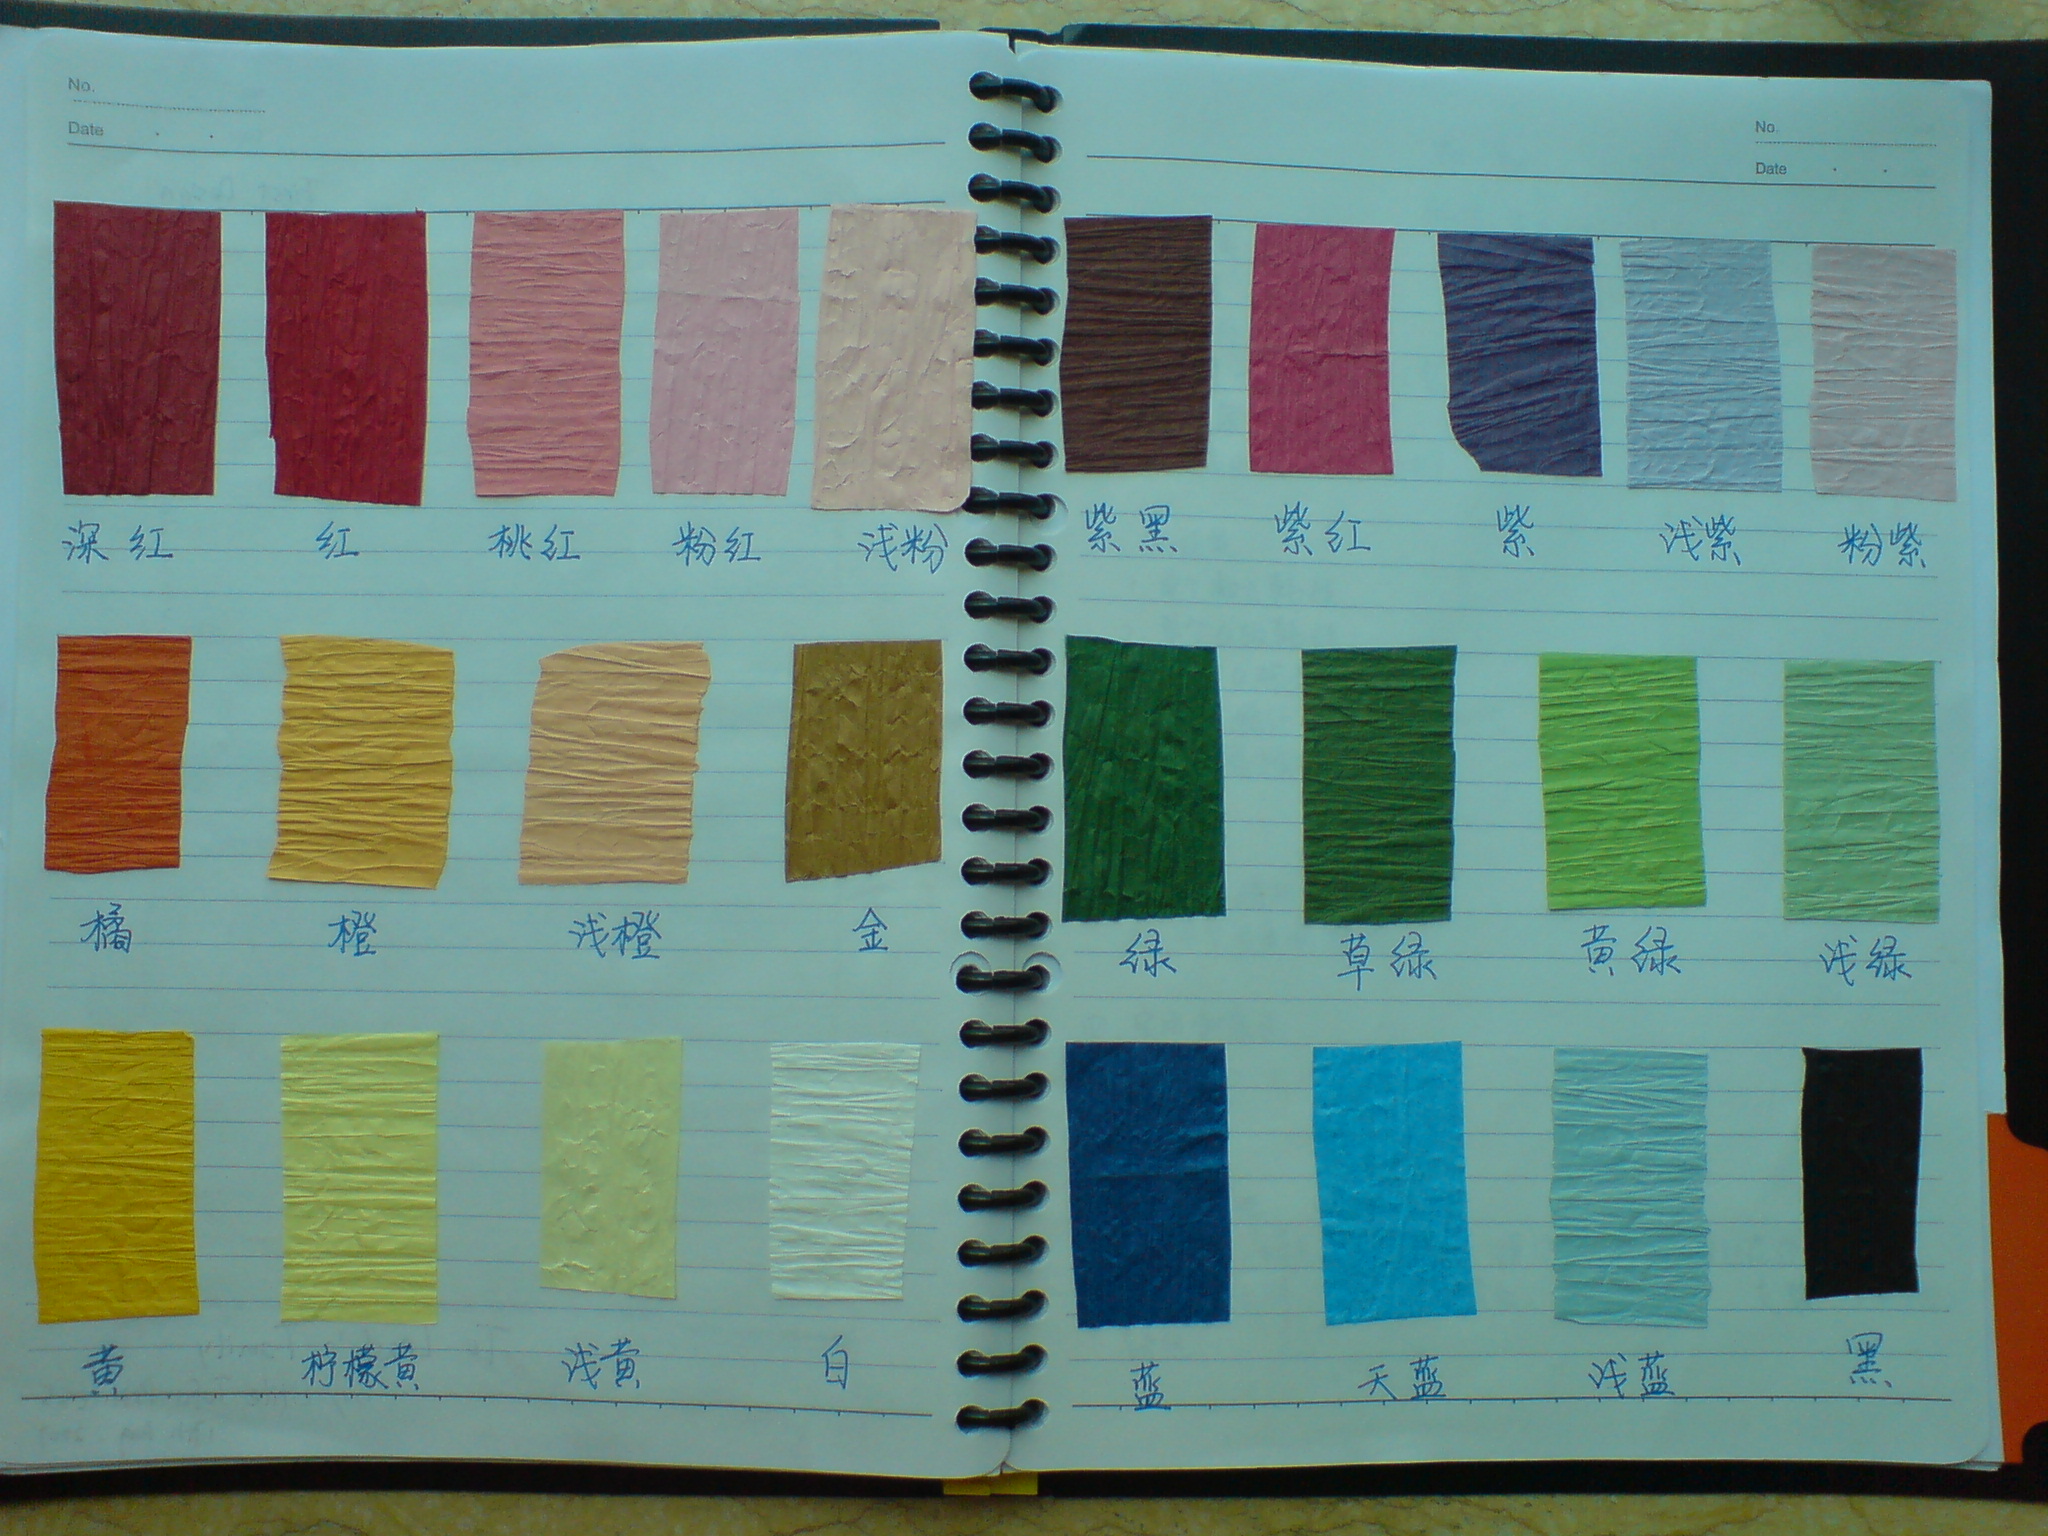 No.
Date
深红 红 桃红 粉红 浅粉
橘 橙 浅橙 金
黄 柠檬黄 浅黄 白
No.
Date
紫黑 紫红 紫 浅紫 粉紫
绿 草绿 黄绿 浅绿
蓝 天蓝 浅蓝 黑